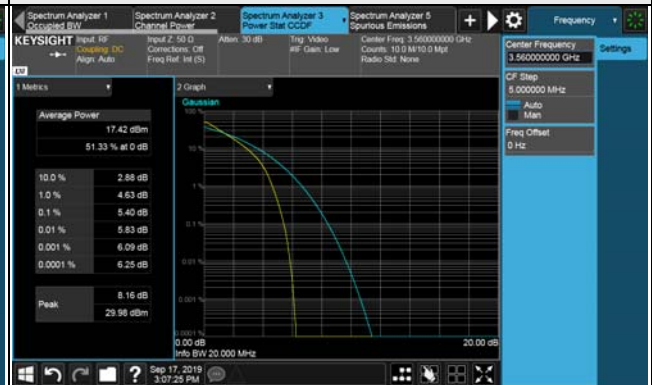 Spectrum Analyzer 1
Occupied BW
Spectrum Analyzer 2
Channel Power
Spectrum Analyzer 3
Power Stat CCDF
Spectrum Analyzer 5
Spurious Emissions
Frequency
KEYSIGHT
Input: RF
Coupling: DC
Align: Auto
Input Z: 50 Ω
Corrections: Off
Freq Ref: Int (S)
Atten: 30 dB
Trig: Video
#IF Gain: Low
Center Freq: 3.560000000 GHz
Counts: 10.0 M/10.0 Mpt
Radio Std: None
LXI
1 Metrics
Average Power
17.42 dBm
51.33 % at 0 dB
10.0 % 2.88 dB
1.0 % 4.63 dB
0.1 % 5.40 dB
0.01 % 5.83 dB
0.001 % 6.09 dB
0.0001 % 6.25 dB
Peak
8.16 dB
29.98 dBm
2 Graph
Gaussian
100 %
10 %
1 %
0.1 %
0.01 %
0.001 %
0.0001 %
0.00 dB
20.00 dB
Info BW 20.000 MHz
Center Frequency
3.560000000 GHz
Settings
CF Step
5.000000 MHz
Auto
Man
Freq Offset
0 Hz
?
Sep 17, 2019
3:07:25 PM